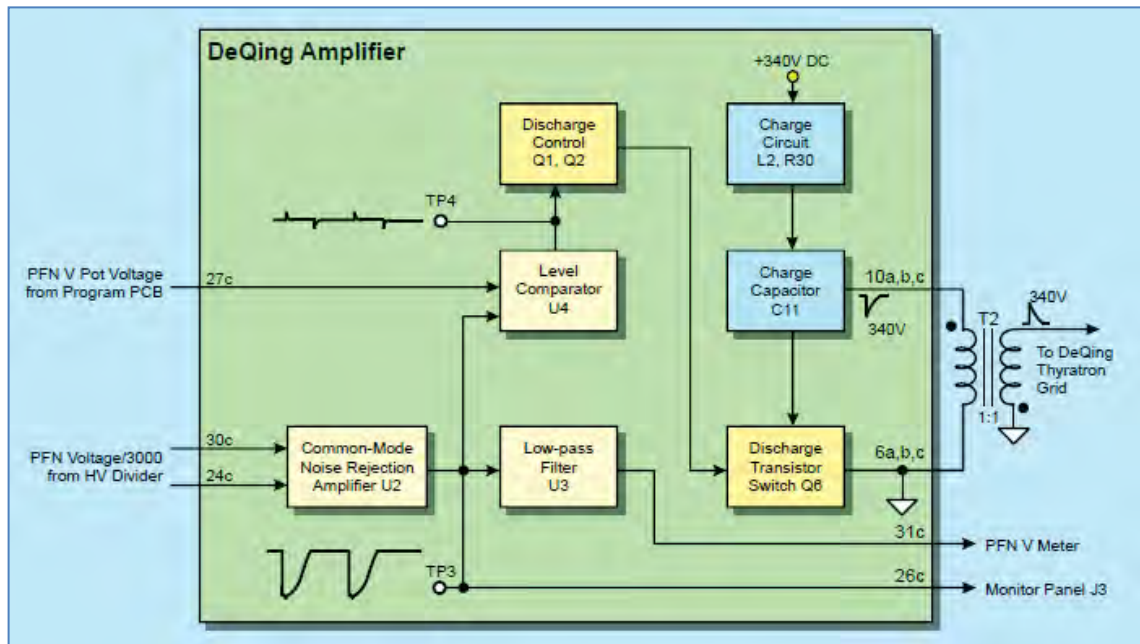 DeQing Amplifier
+340V DC
Discharge
Control
Q1, Q2
Charge
Circuit
L2, R30
TP4
PFN V Pot Voltage
from Program PCB
27c
Level
Comparator
U4
Charge
Capacitor
C11
10a,b,c
340V
T2
340V
To DeQing
Thyratron
Grid
1:1
PFN Voltage/3000
from HV Divider
30c
24c
Common-Mode
Noise Rejection
Amplifier U2
Low-pass
Filter
U3
Discharge
Transistor
Switch Q6
6a,b,c
31c
PFN V Meter
TP3
26c
Monitor Panel J3